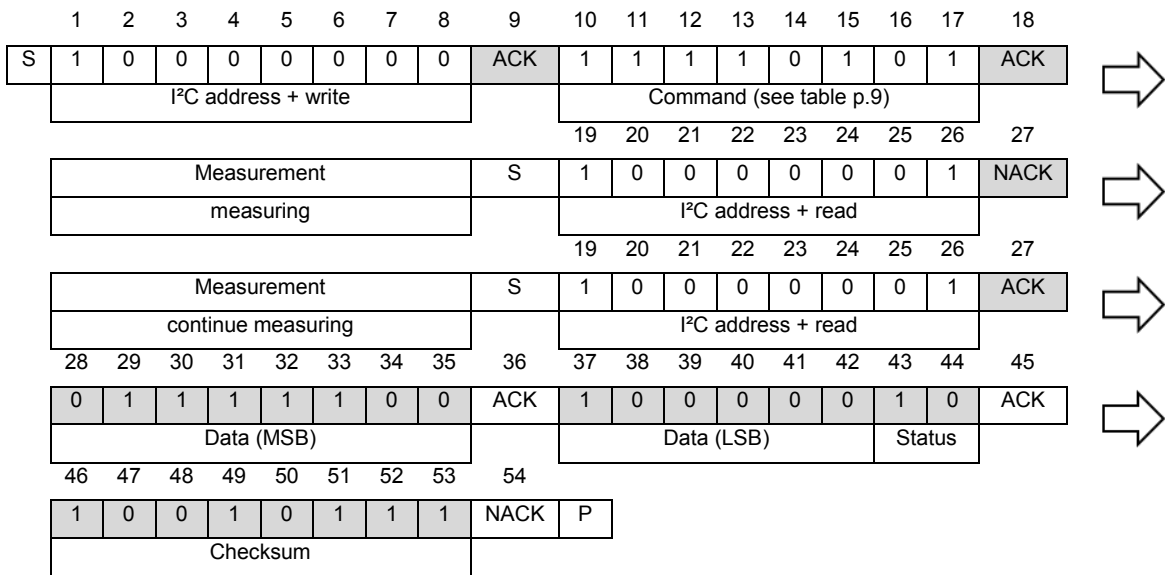 1 2 3 4 5 6 7 8 9 10 11 12 13 14 15 16 17 18
S 1 0 0 0 0 0 0 0 ACK 1 1 1 1 0 1 0 1 ACK
I²C address + write Command (see table p.9)
19 20 21 22 23 24 25 26 27
Measurement S 1 0 0 0 0 0 0 1 NACK
measuring I²C address + read
19 20 21 22 23 24 25 26 27
Measurement S 1 0 0 0 0 0 0 1 ACK
continue measuring I²C address + read
28 29 30 31 32 33 34 35 36 37 38 39 40 41 42 43 44 45
0 1 1 1 1 1 0 0 ACK 1 0 0 0 0 0 1 0 ACK
Data (MSB) Data (LSB) Status
46 47 48 49 50 51 52 53 54
1 0 0 1 0 1 1 1 NACK P
Checksum